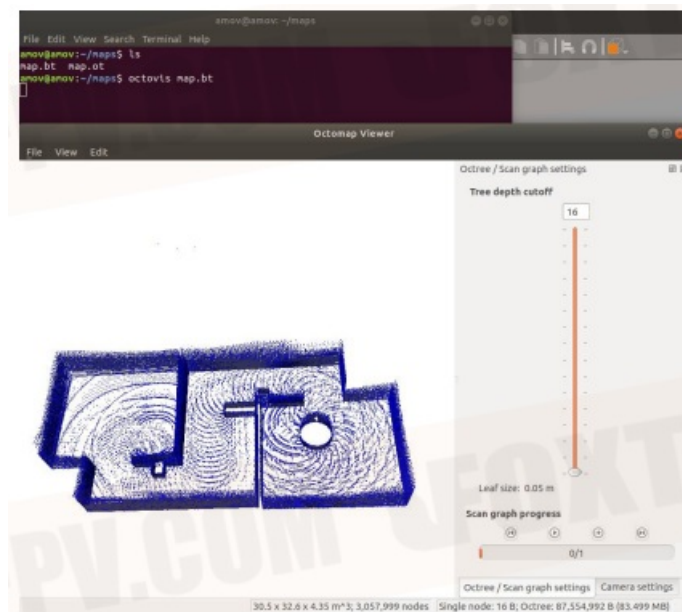 amov@amov: ~/maps
File Edit View Search Terminal Help
amov@amov:~/maps$ ls
map.bt map.ot
amov@amov:~/maps$ octovis map.bt
Octomap Viewer
File View Edit
Octree / Scan graph settings
Tree depth cutoff
16
Leaf size: 0.05 m
Scan graph progress
0/1
Octree / Scan graph settings Camera settings
30.5 x 32.6 x 4.35 m^3; 3,057,999 nodes Single node: 16 B; Octree: 87,554,992 B (83.499 MB)
PV.COM
FOXT